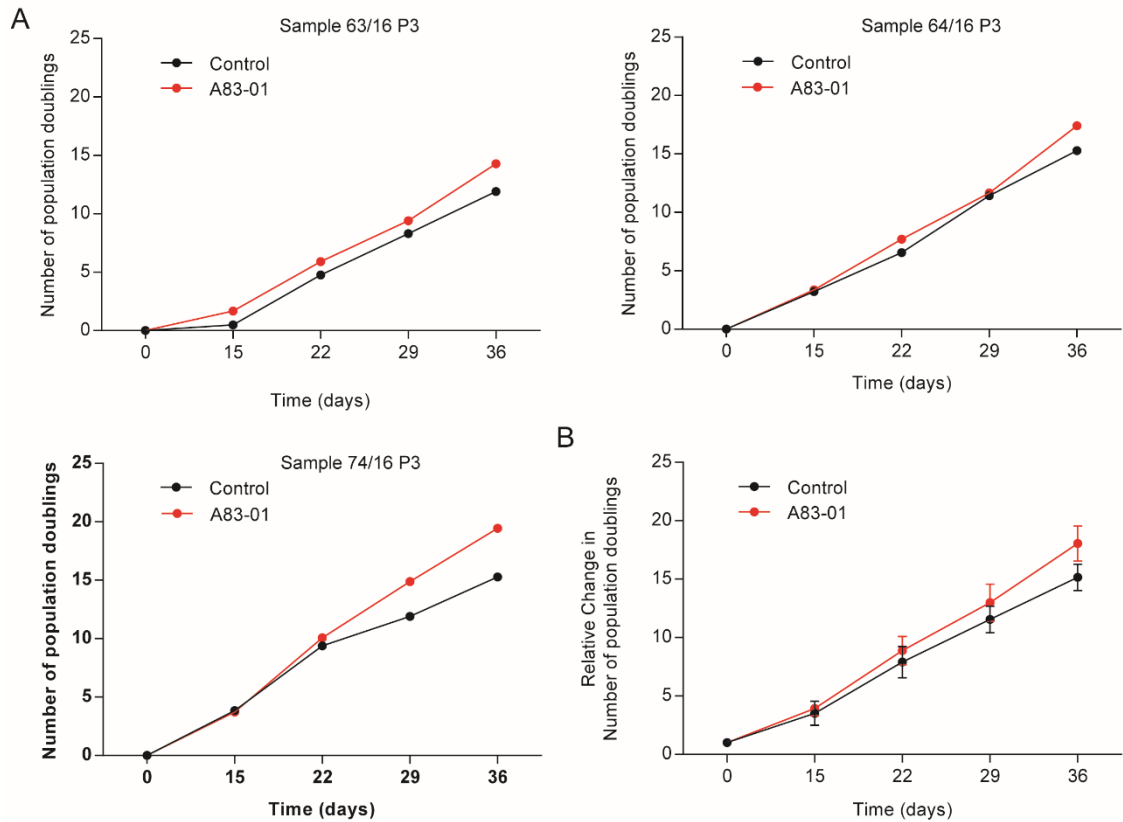 A
Sample 63/16 P3
Control
A83-01
Number of population doublings
25
20
15
10
5
0
0 15 22 29 36
Time (days)
Sample 64/16 P3
Control
A83-01
Number of population doublings
25
20
15
10
5
0
0 15 22 29 36
Time (days)
Sample 74/16 P3
Control
A83-01
Number of population doublings
25
20
15
10
5
0
0 15 22 29 36
Time (days)
B
Control
A83-01
Relative Change in
Number of population doublings
25
20
15
10
5
0
0 15 22 29 36
Time (days)